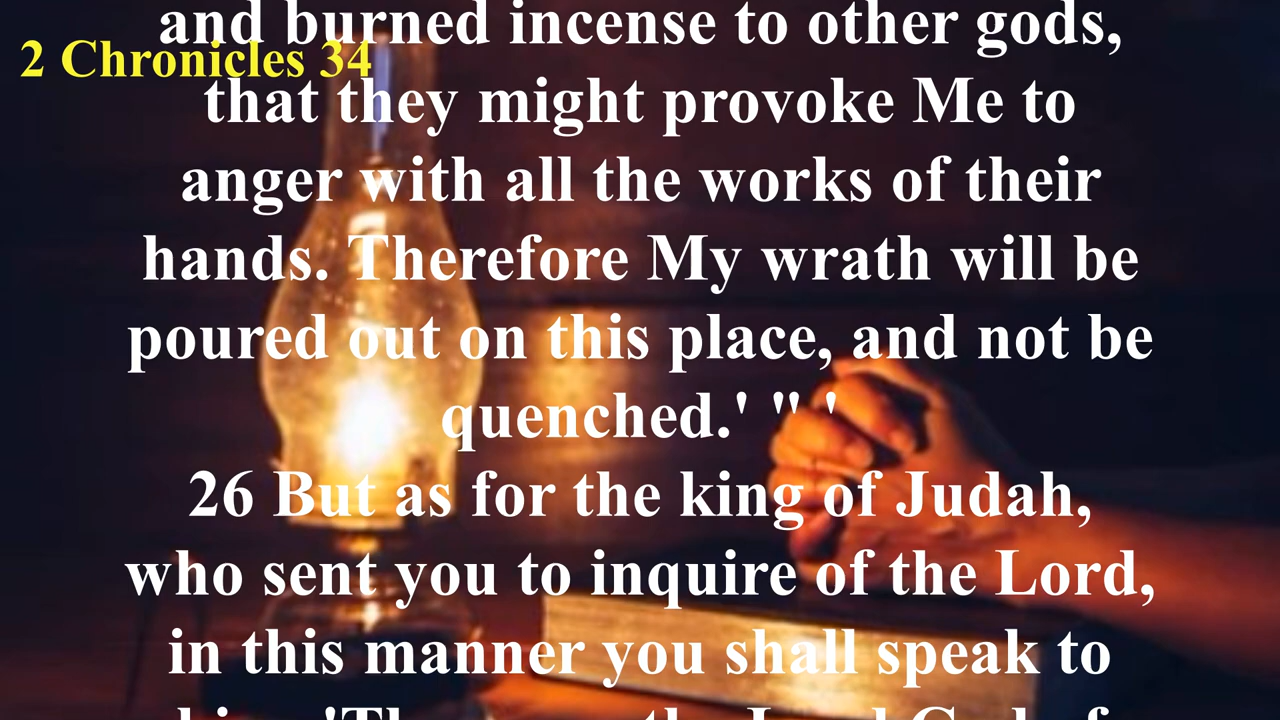 and burned incense to other gods,
2 Chronicles 34
that they might provoke Me to
anger with all the works of their
hands. Therefore My wrath will be
poured out on this place, and not be
quenched.' " '
26 But as for the king of Judah,
who sent you to inquire of the Lord,
in this manner you shall speak to